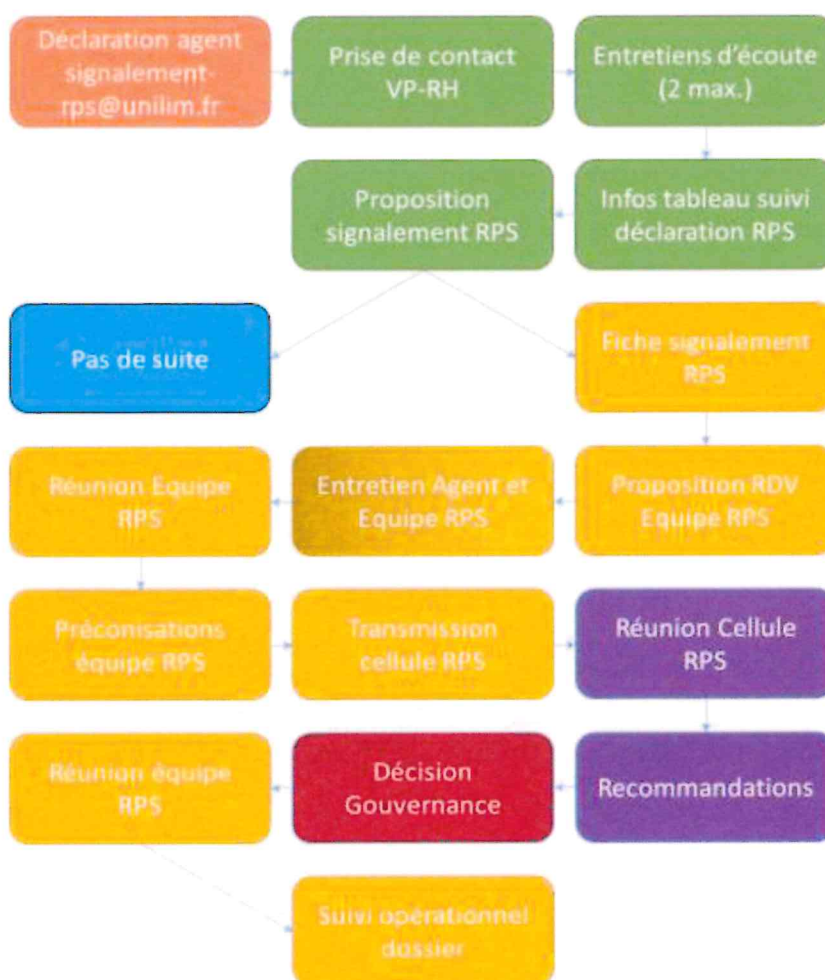 Déclaration agent
signalement-
rps@unilim.fr
Prise de contact
VP-RH
Entretiens d'écoute
(2 max.)
Proposition
signalement RPS
Infos tableau suivi
déclaration RPS
Pas de suite
Fiche signalement
RPS
Réunion Equipe
RPS
Entretien Agent et
Equipe RPS
Proposition RDV
Equipe RPS
Préconisations
équipe RPS
Transmission
cellule RPS
Réunion Cellule
RPS
Réunion équipe
RPS
Décision
Gouvernance
Recommandations
Suivi opérationnel
dossier